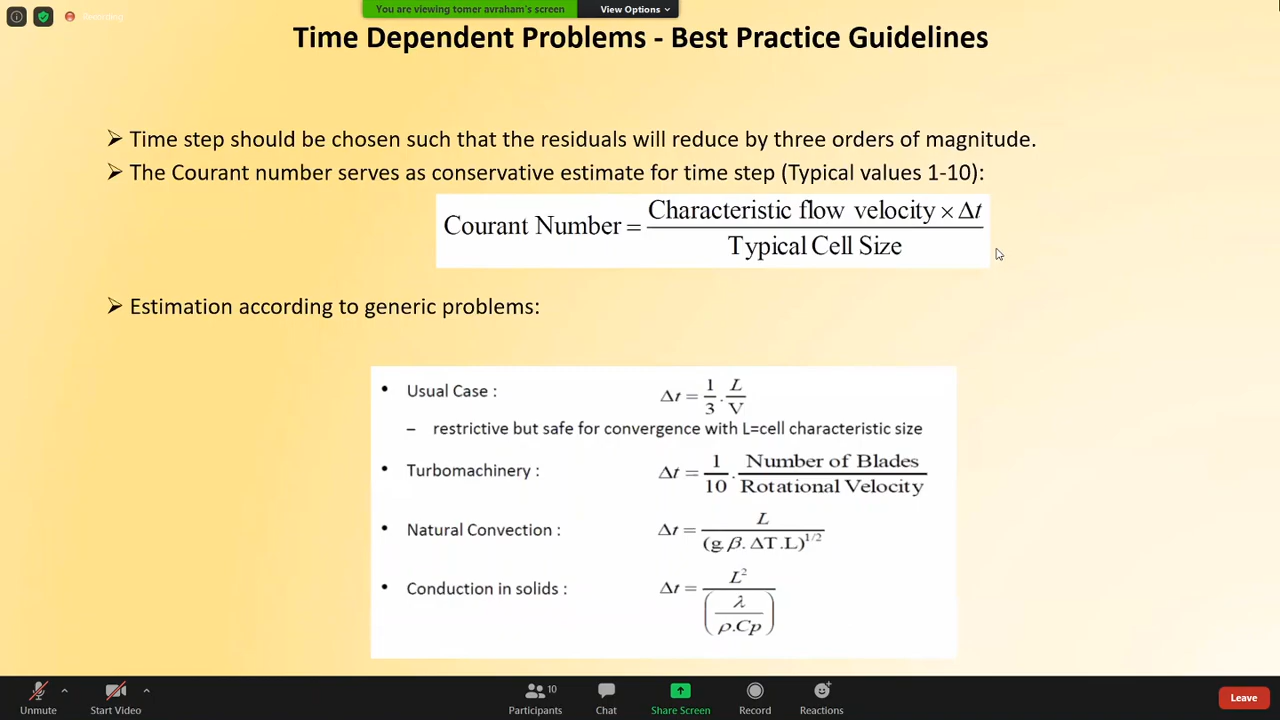 Recording
You are viewing tomer avraham's screen
View Options
Time Dependent Problems - Best Practice Guidelines
➢ Time step should be chosen such that the residuals will reduce by three orders of magnitude.
➢ The Courant number serves as conservative estimate for time step (Typical values 1-10):
Courant Number = Characteristic flow velocity × Δt / Typical Cell Size
➢ Estimation according to generic problems:
• Usual Case : Δt = 1/3 . L/V
– restrictive but safe for convergence with L=cell characteristic size
• Turbomachinery : Δt = 1/10 . Number of Blades / Rotational Velocity
• Natural Convection : Δt = L / (g.β.ΔT.L)^1/2
• Conduction in solids : Δt = L² / (λ / ρ.Cp)
Unmute
Start Video
Participants 10
Chat
Share Screen
Record
Reactions
Leave